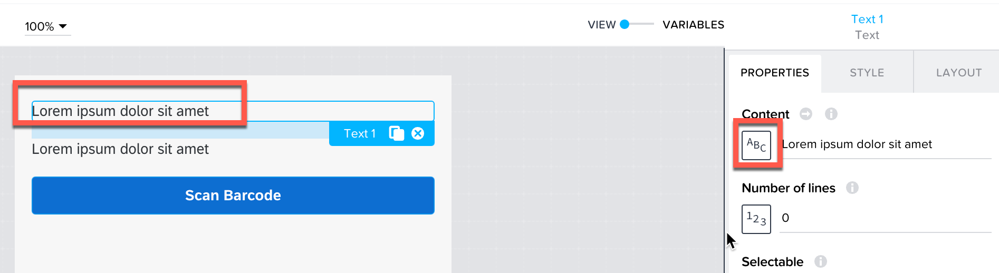 100%
VIEW VARIABLES
Text 1
Text
PROPERTIES STYLE LAYOUT
Lorem ipsum dolor sit amet
Text 1
Lorem ipsum dolor sit amet
Scan Barcode
Content
ABC Lorem ipsum dolor sit amet
Number of lines
123 0
Selectable